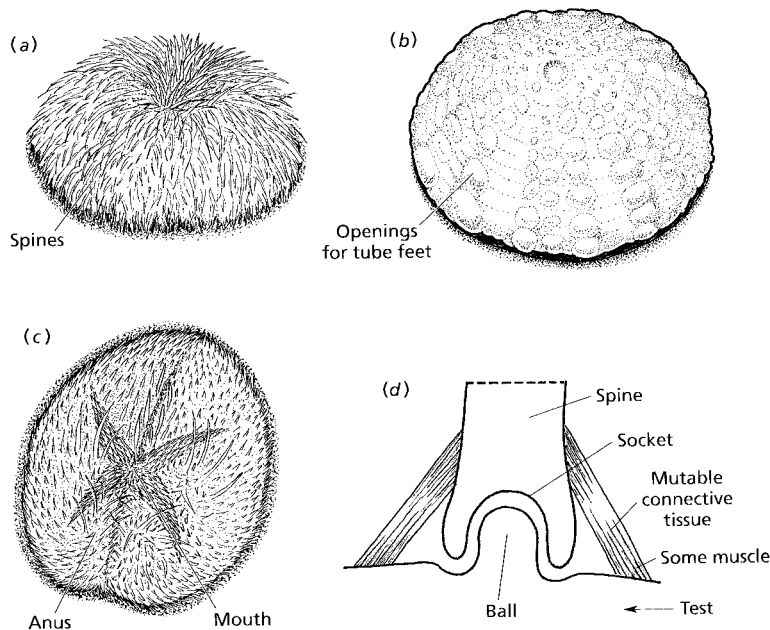 (a)
Spines
(b)
Openings
for tube feet
(c)
Anus
Mouth
(d)
Spine
Socket
Mutable
connective
tissue
Some muscle
Ball
Test